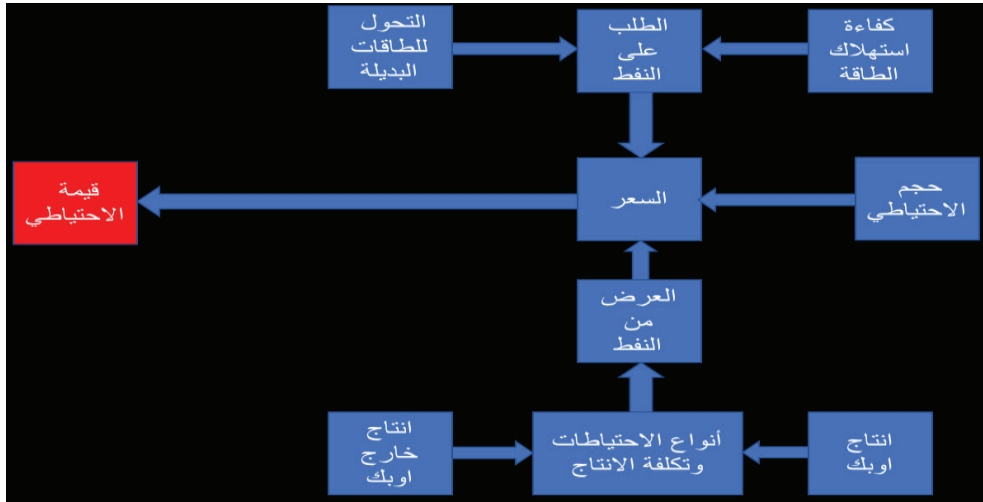 كفاءة
استهلاك
الطاقة
الطلب
على
النفط
التحول
للطاقات
البديلة
حجم
الاحتياطي
السعر
قيمة
الاحتياطي
العرض
من
النفط
انتاج
اوبك
أنواع الاحتياطات
وتكلفة الانتاج
انتاج
خارج
اوبك